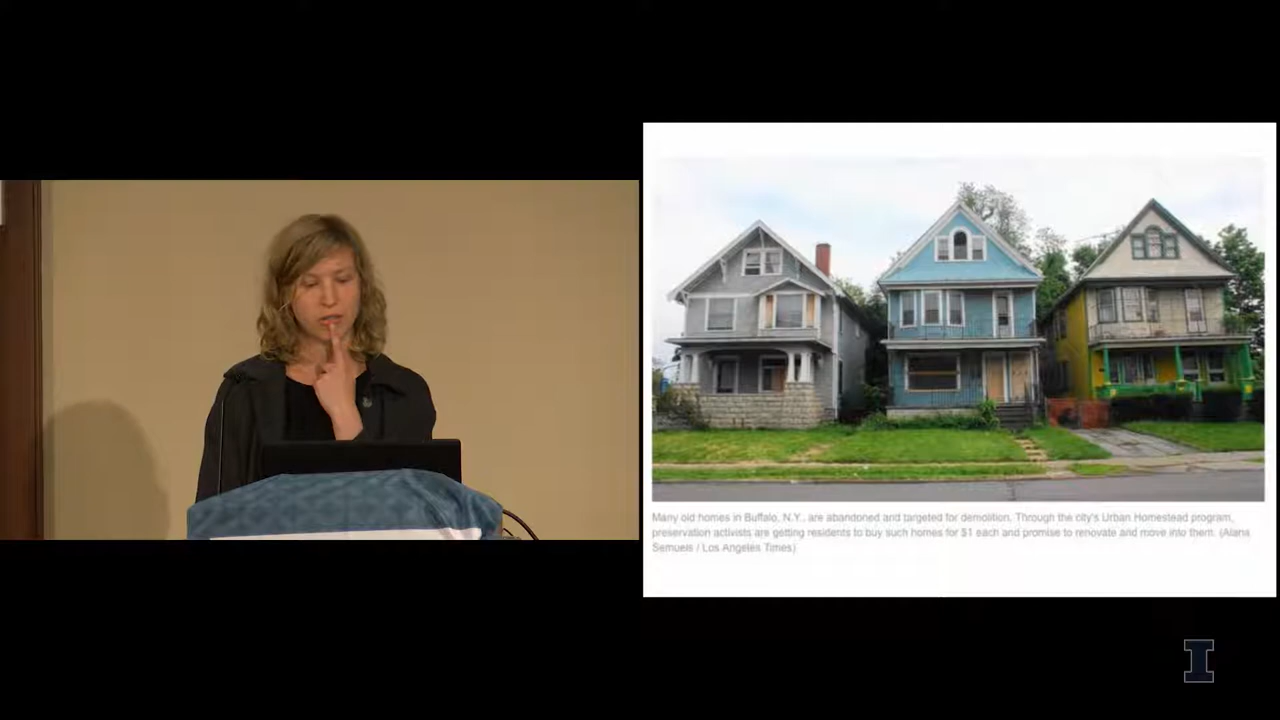 Many old homes in Buffalo, N.Y., are abandoned and targeted for demolition. Through the city's Urban Homestead program,
preservation activists are getting residents to buy such homes for $1 each and promise to renovate and move into them. (Alana
Semuels / Los Angeles Times)
I